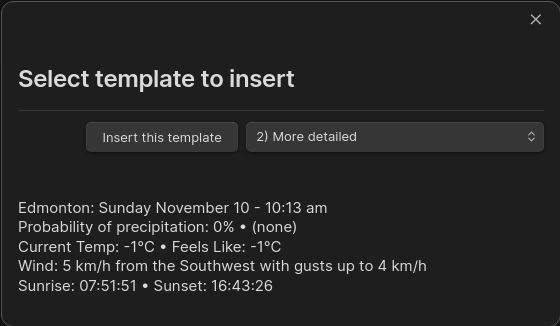 Select template to insert
Insert this template
2) More detailed
Edmonton: Sunday November 10 - 10:13 am
Probability of precipitation: 0% • (none)
Current Temp: -1°C • Feels Like: -1°C
Wind: 5 km/h from the Southwest with gusts up to 4 km/h
Sunrise: 07:51:51 • Sunset: 16:43:26